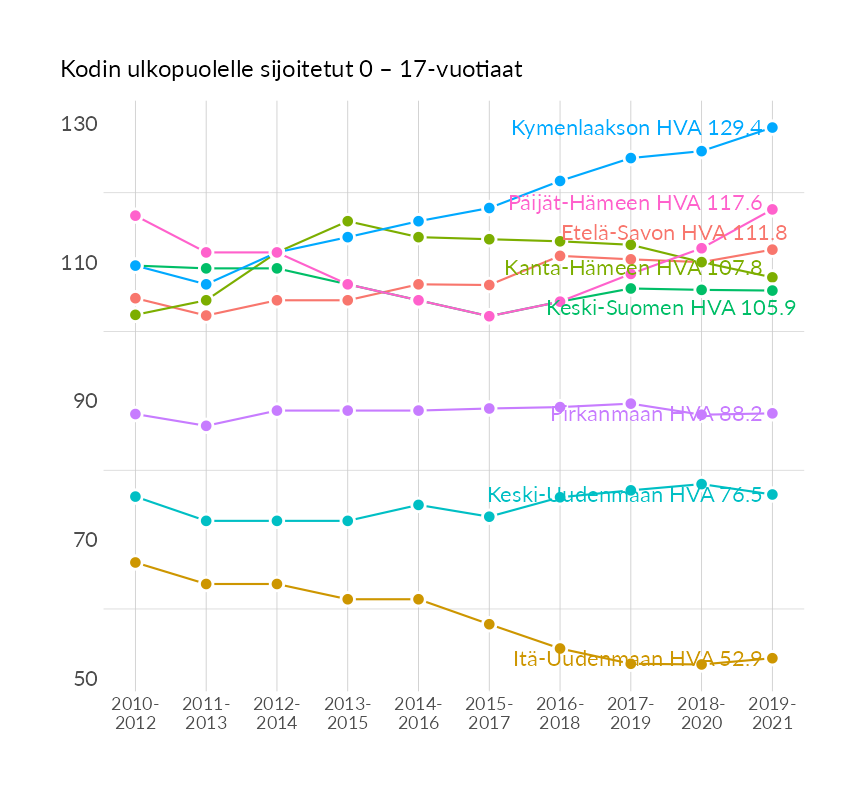 Kodin ulkopuolelle sijoitetut 0 – 17-vuotiaat
130
Kymenlaakson HVA 129.4
Päijät-Hämeen HVA 117.6
Etelä-Savon HVA 111.8
110
Kanta-Hämeen HVA 107.8
Keski-Suomen HVA 105.9
90
Pirkanmaan HVA 88.2
Keski-Uudenmaan HVA 76.5
70
Itä-Uudenmaan HVA 52.9
50
2010- 2011- 2012- 2013- 2014- 2015- 2016- 2017- 2018- 2019-
2012 2013 2014 2015 2016 2017 2018 2019 2020 2021